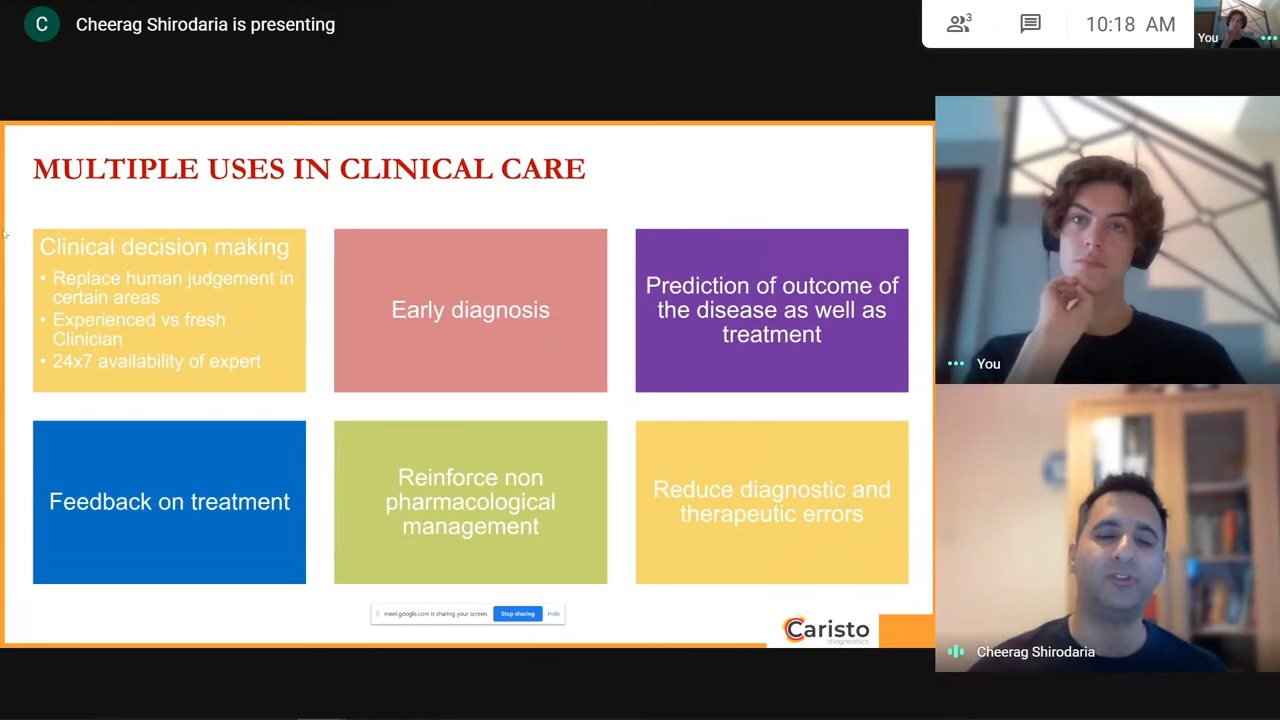 C
Cheerag Shirodaria is presenting
3
10:18 AM
You
MULTIPLE USES IN CLINICAL CARE
Clinical decision making
• Replace human judgement in
certain areas
• Experienced vs fresh
Clinician
• 24x7 availability of expert
Early diagnosis
Prediction of outcome of
the disease as well as
treatment
Feedback on treatment
Reinforce non
pharmacological
management
Reduce diagnostic and
therapeutic errors
meet.google.com is sharing your screen.
Stop sharing
Hide
Caristo
diagnostics
You
Cheerag Shirodaria